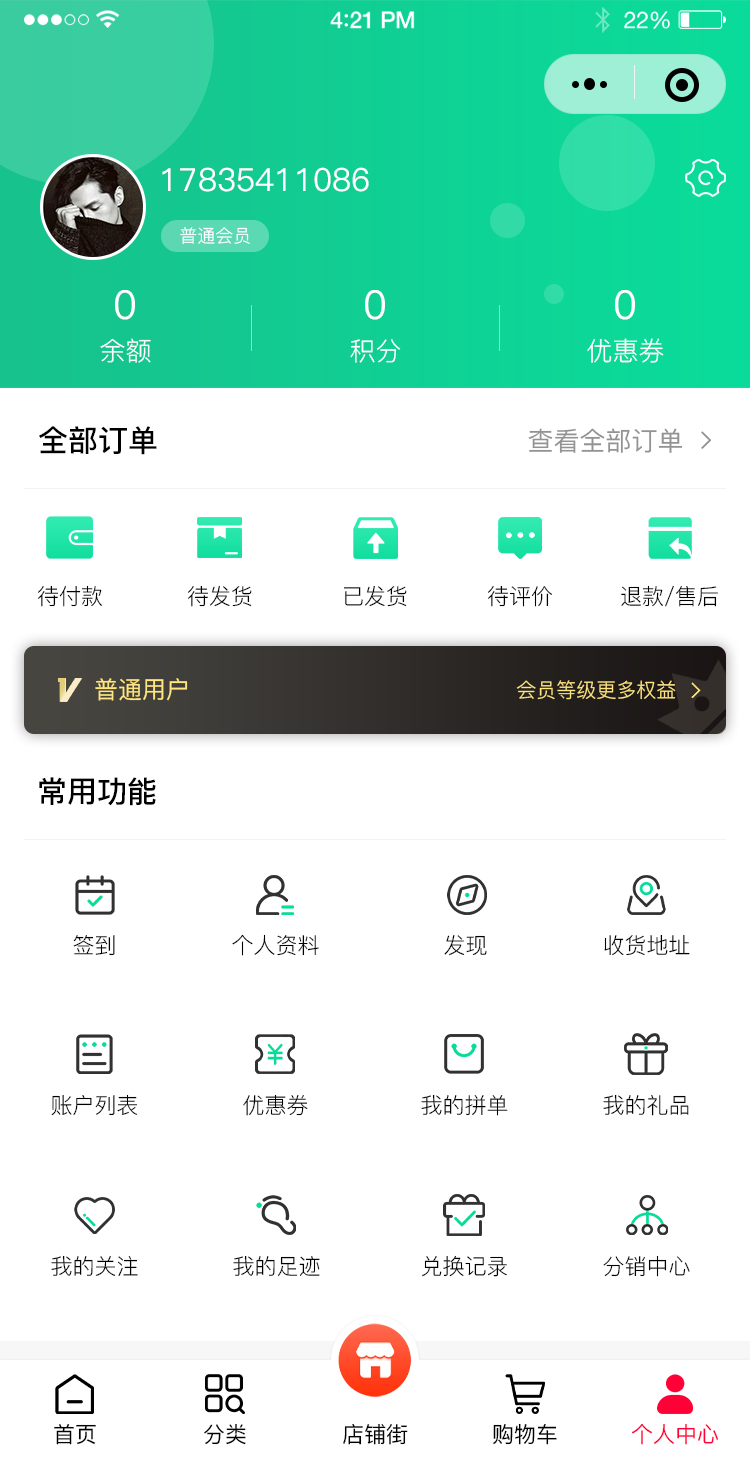 4:21 PM 22%
17835411086
普通会员
0 0 0
余额 积分 优惠券
全部订单 查看全部订单
待付款 待发货 已发货 待评价 退款/售后
V 普通用户 会员等级更多权益
常用功能
签到 个人资料 发现 收货地址
账户列表 优惠券 我的拼单 我的礼品
我的关注 我的足迹 兑换记录 分销中心
首页 分类 店铺街 购物车 个人中心